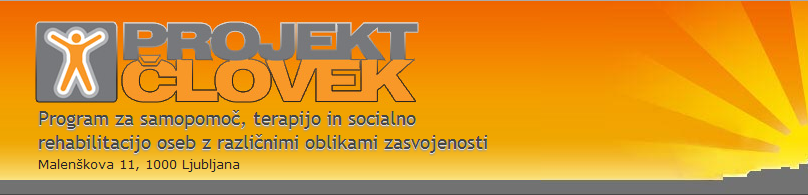 PROJEKT
ČLOVEK
Program za samopomoč, terapijo in socialno
rehabilitacijo oseb z različnimi oblikami zasvojenosti
Malenškova 11, 1000 Ljubljana